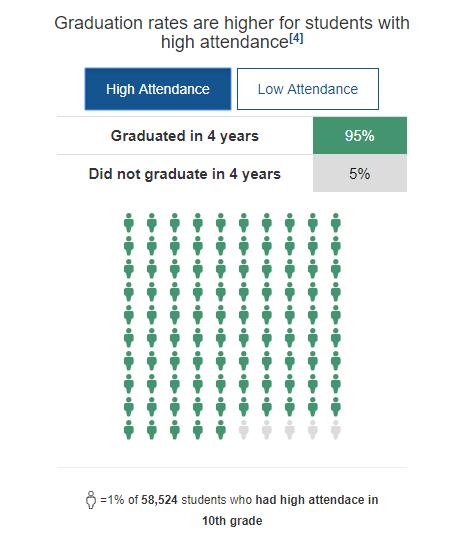 Graduation rates are higher for students with
high attendance[4]
High Attendance
Low Attendance
Graduated in 4 years 95%
Did not graduate in 4 years 5%
=1% of 58,524 students who had high attendace in
10th grade